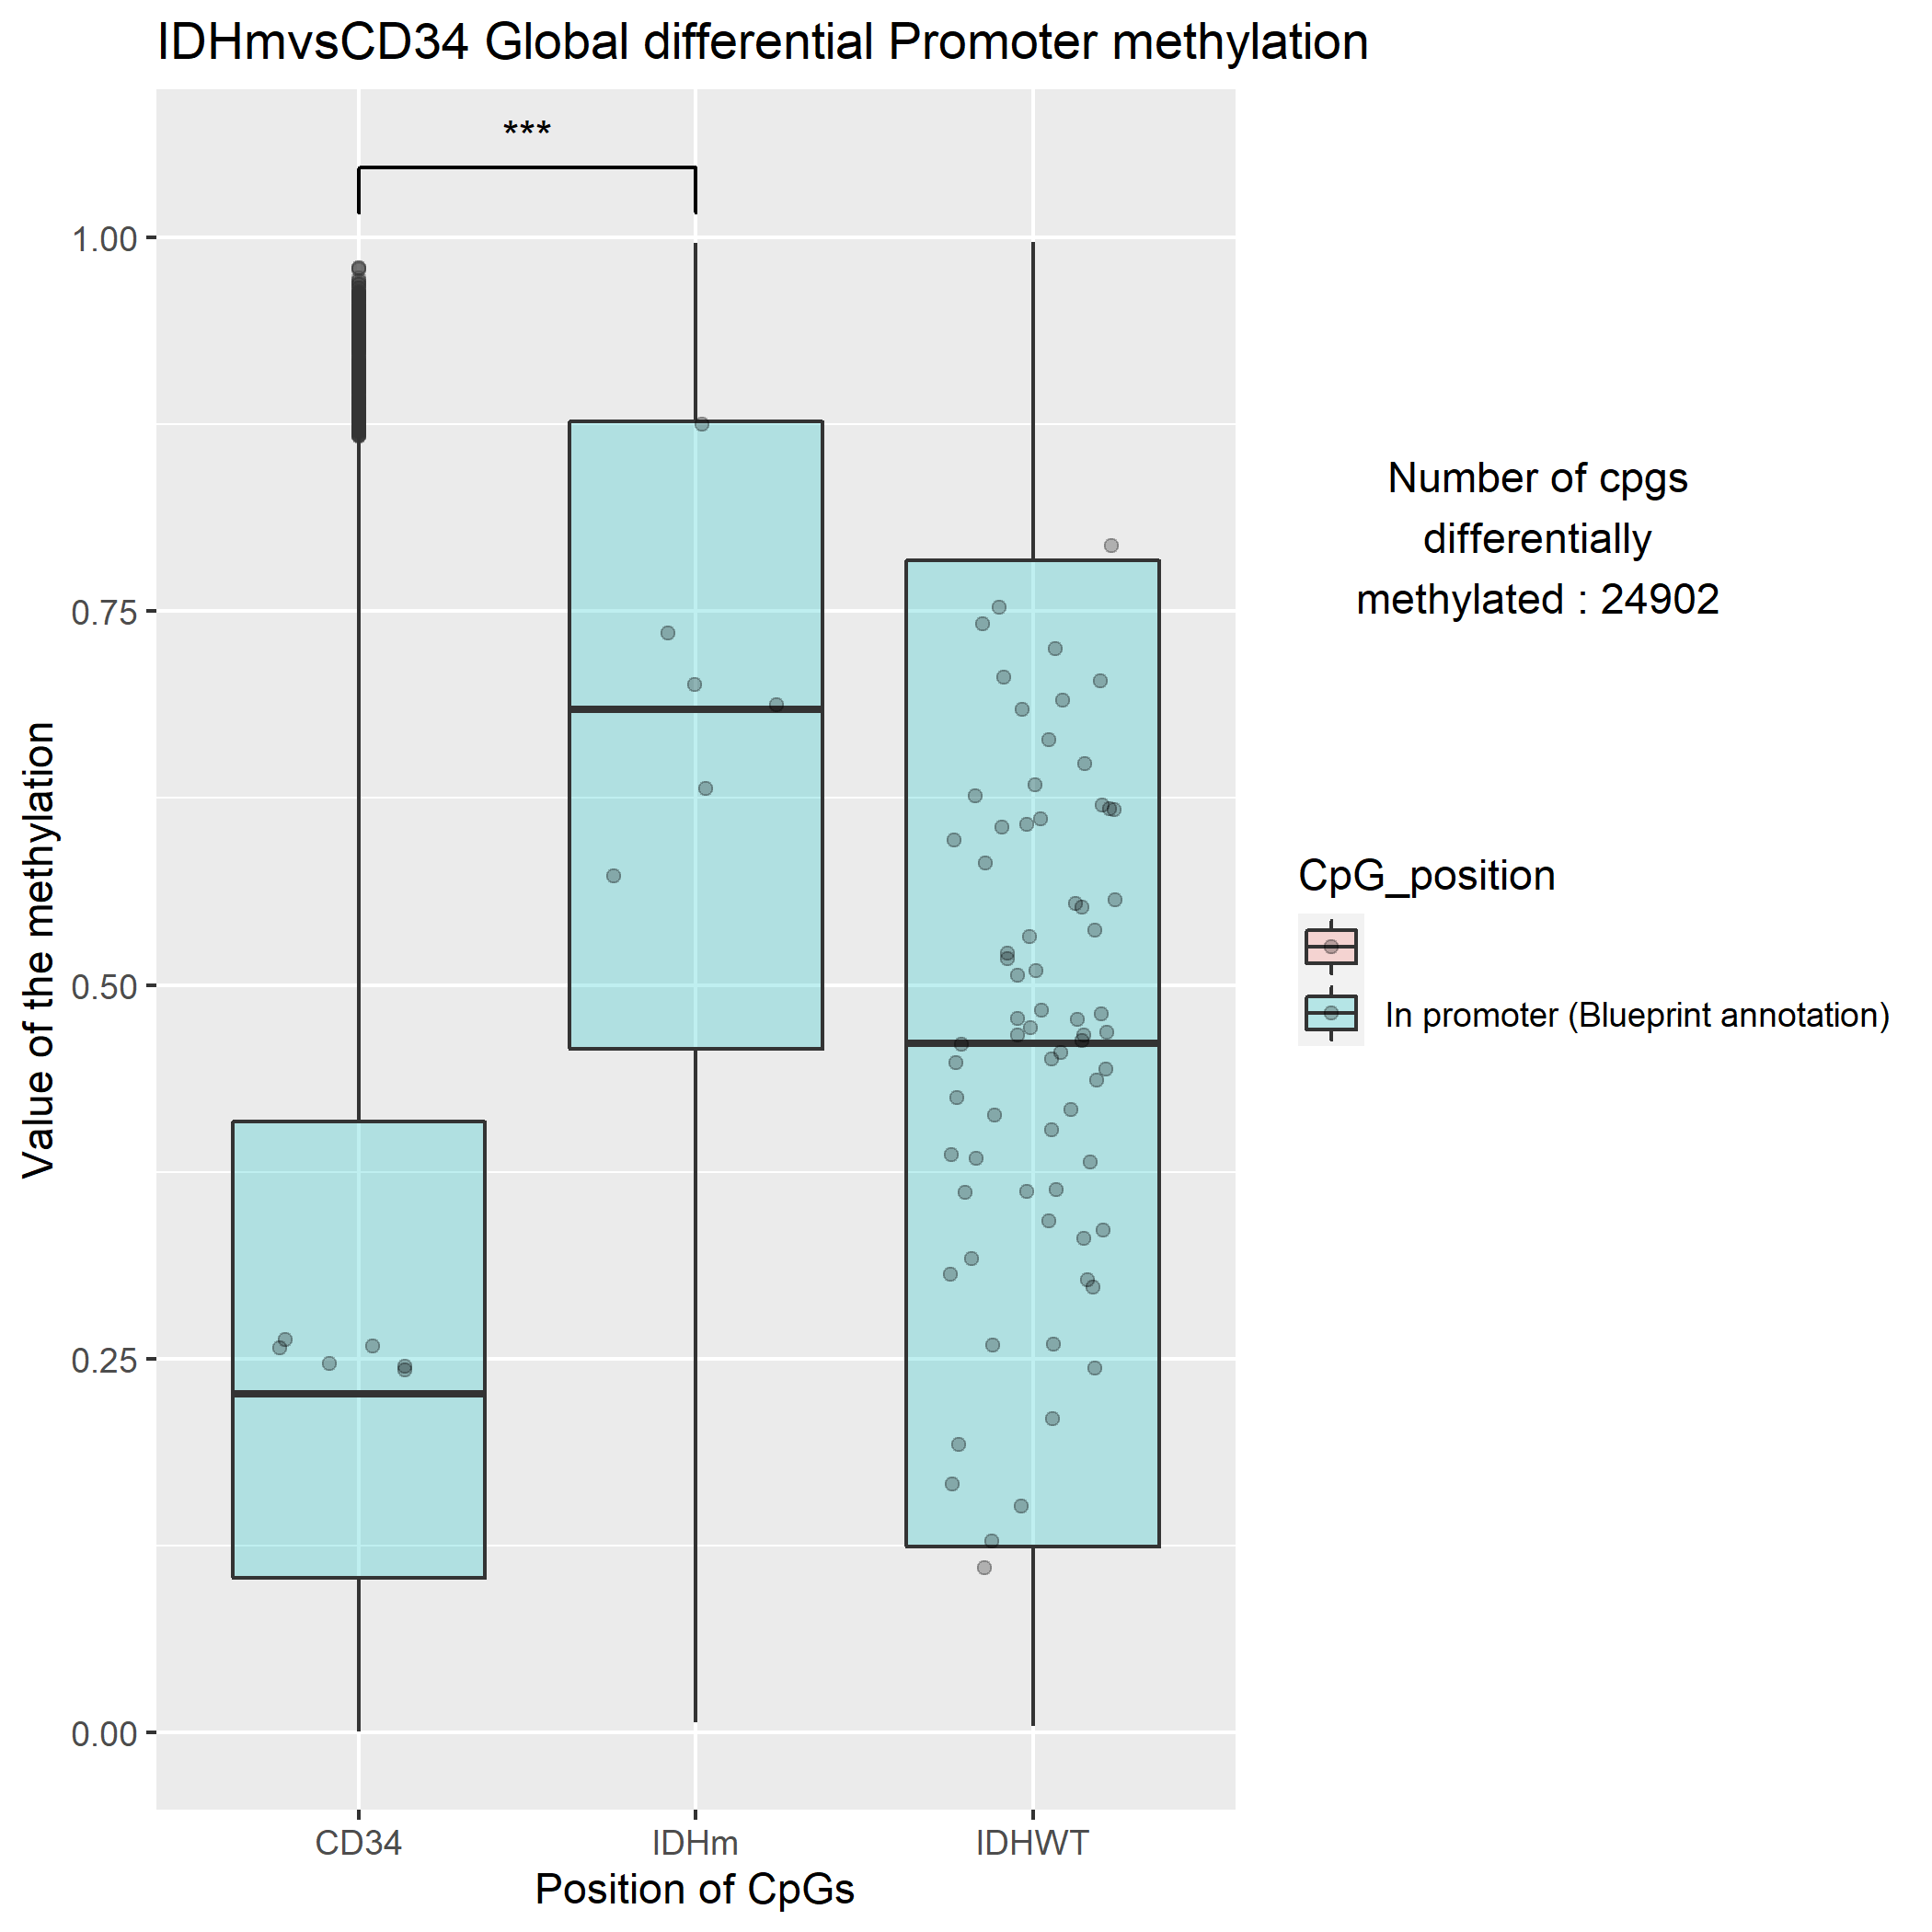 IDHmvsCD34 Global differential Promoter methylation
***
1.00
0.75
0.50
0.25
0.00
Value of the methylation
CD34
IDHm
IDHWT
Position of CpGs
Number of cpgs
differentially
methylated : 24902
CpG_position
In promoter (Blueprint annotation)